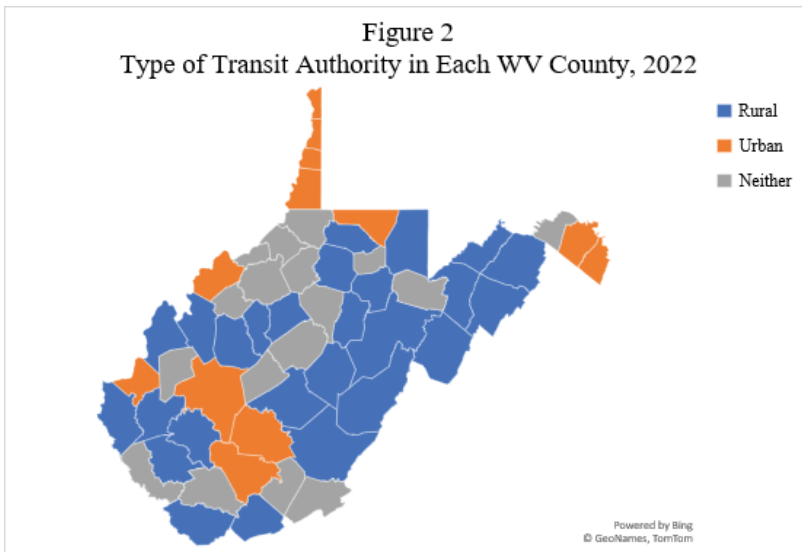 Figure 2
Type of Transit Authority in Each WV County, 2022
Rural
Urban
Neither
Powered by Bing
© GeoNames, TomTom